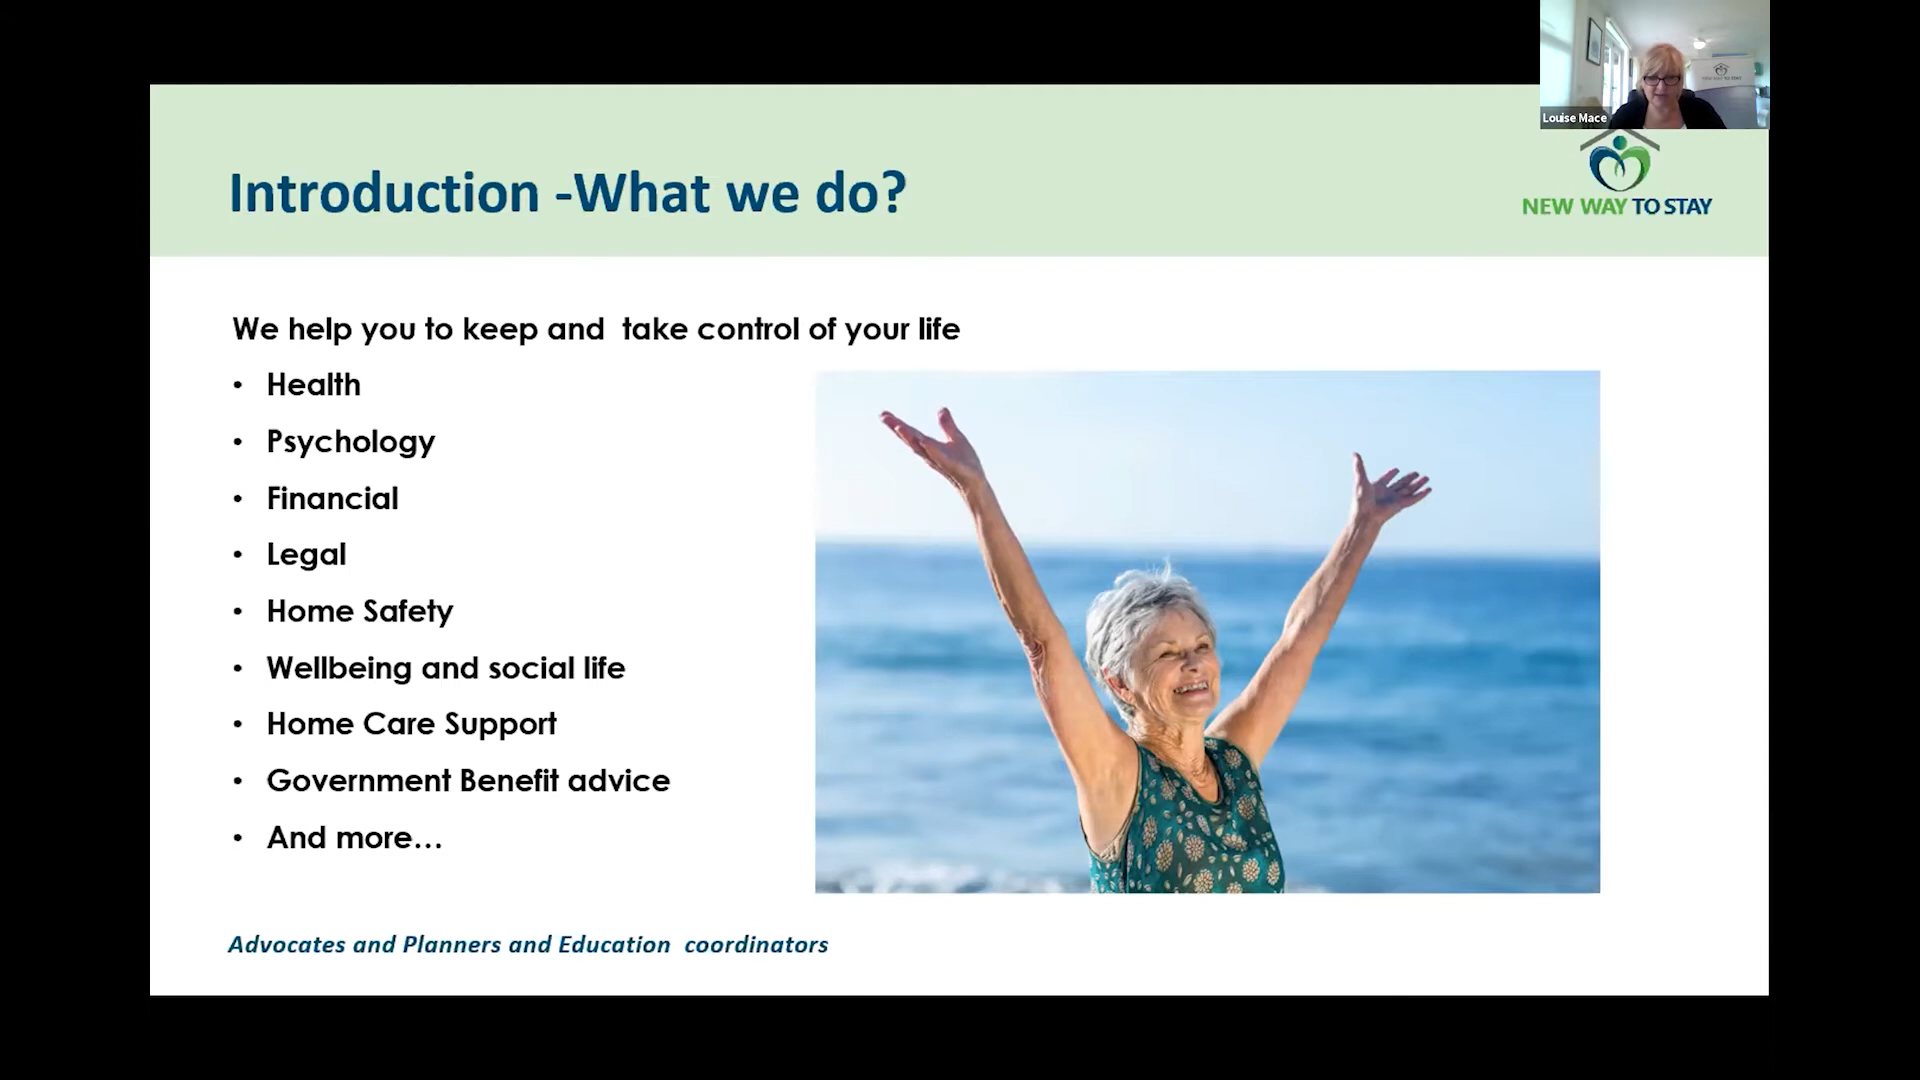 Louise Mace
Introduction -What we do?
NEW WAY TO STAY
We help you to keep and  take control of your life
• Health
• Psychology
• Financial
• Legal
• Home Safety
• Wellbeing and social life
• Home Care Support
• Government Benefit advice
• And more…
Advocates and Planners and Education  coordinators